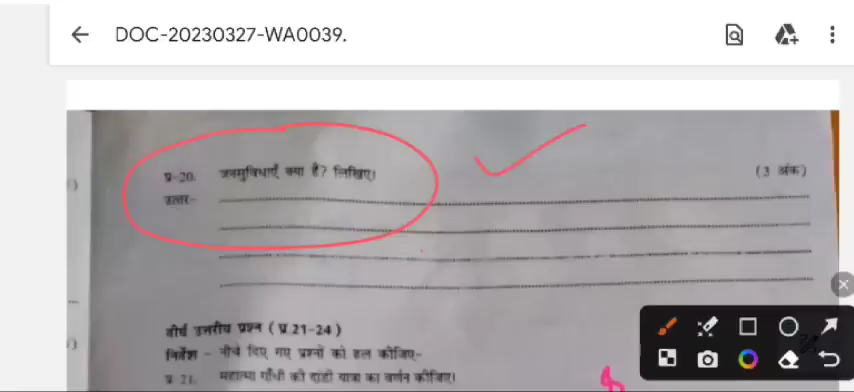 DOC-20230327-WA0039.
प्र-20. जनसुविधाएँ क्या है? लिखिए। (3 अंक)
उत्तर-
दीर्घ उत्तरीय प्रश्न (प्र 21-24)
निर्देश - नीचे दिए गए प्रश्नों को हल कीजिए-
प्र 21. महात्मा गाँधी की दांडी यात्रा का वर्णन कीजिए।